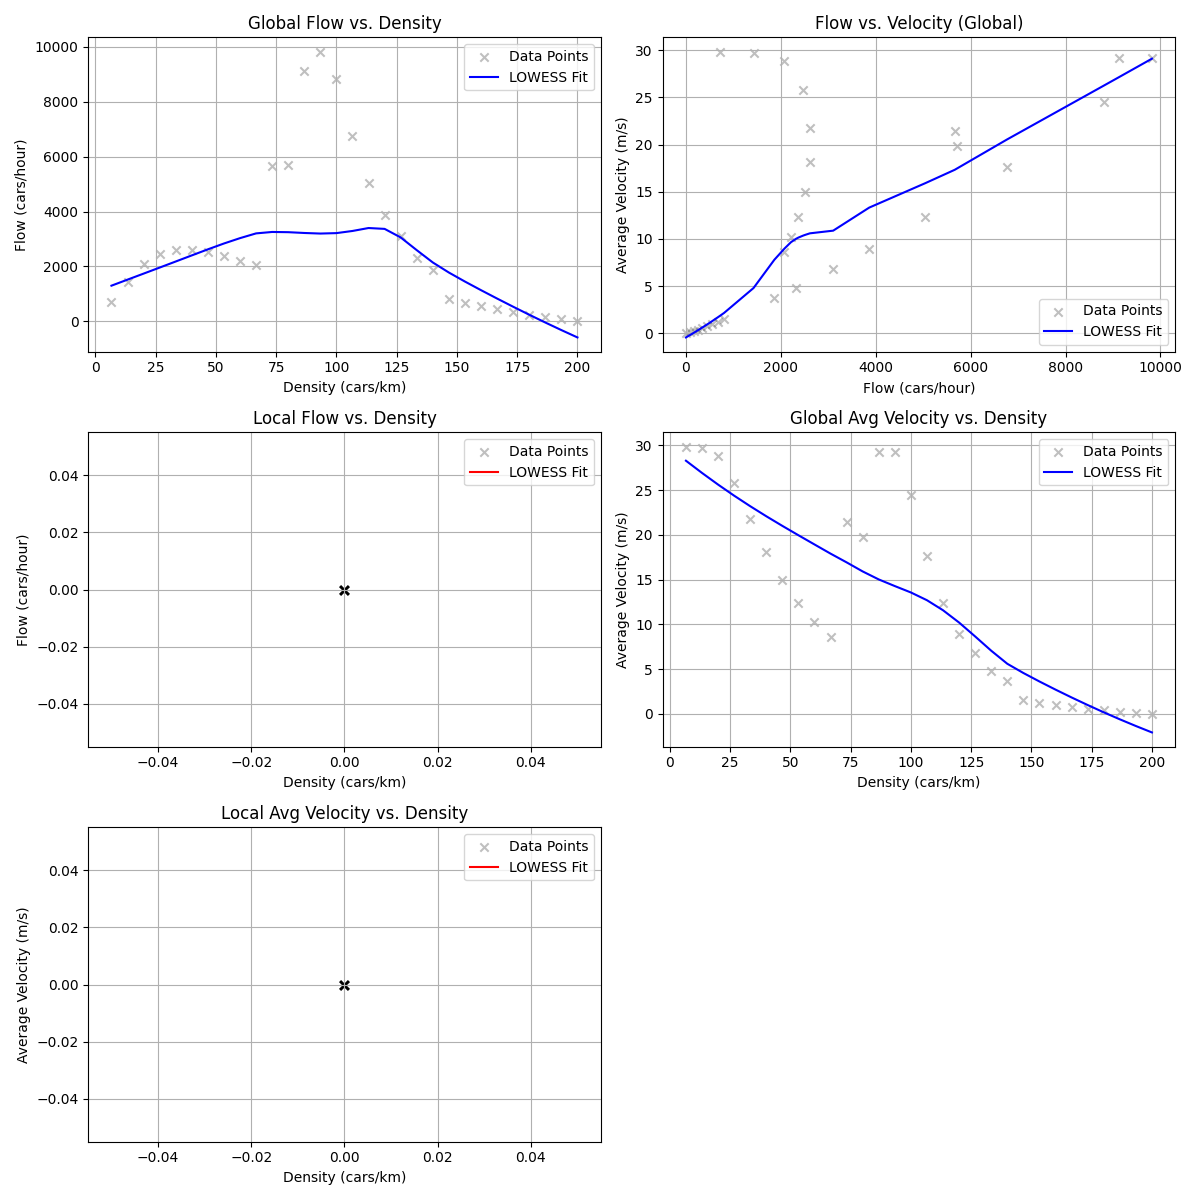 Global Flow vs. Density
Flow (cars/hour)
10000
8000
6000
4000
2000
0
Data Points
LOWESS Fit
0 25 50 75 100 125 150 175 200
Density (cars/km)
Flow vs. Velocity (Global)
Average Velocity (m/s)
30
25
20
15
10
5
0
Data Points
LOWESS Fit
0 2000 4000 6000 8000 10000
Flow (cars/hour)
Local Flow vs. Density
Flow (cars/hour)
0.04
0.02
0.00
−0.02
−0.04
Data Points
LOWESS Fit
−0.04 −0.02 0.00 0.02 0.04
Density (cars/km)
Global Avg Velocity vs. Density
Average Velocity (m/s)
30
25
20
15
10
5
0
Data Points
LOWESS Fit
0 25 50 75 100 125 150 175 200
Density (cars/km)
Local Avg Velocity vs. Density
Average Velocity (m/s)
0.04
0.02
0.00
−0.02
−0.04
Data Points
LOWESS Fit
−0.04 −0.02 0.00 0.02 0.04
Density (cars/km)